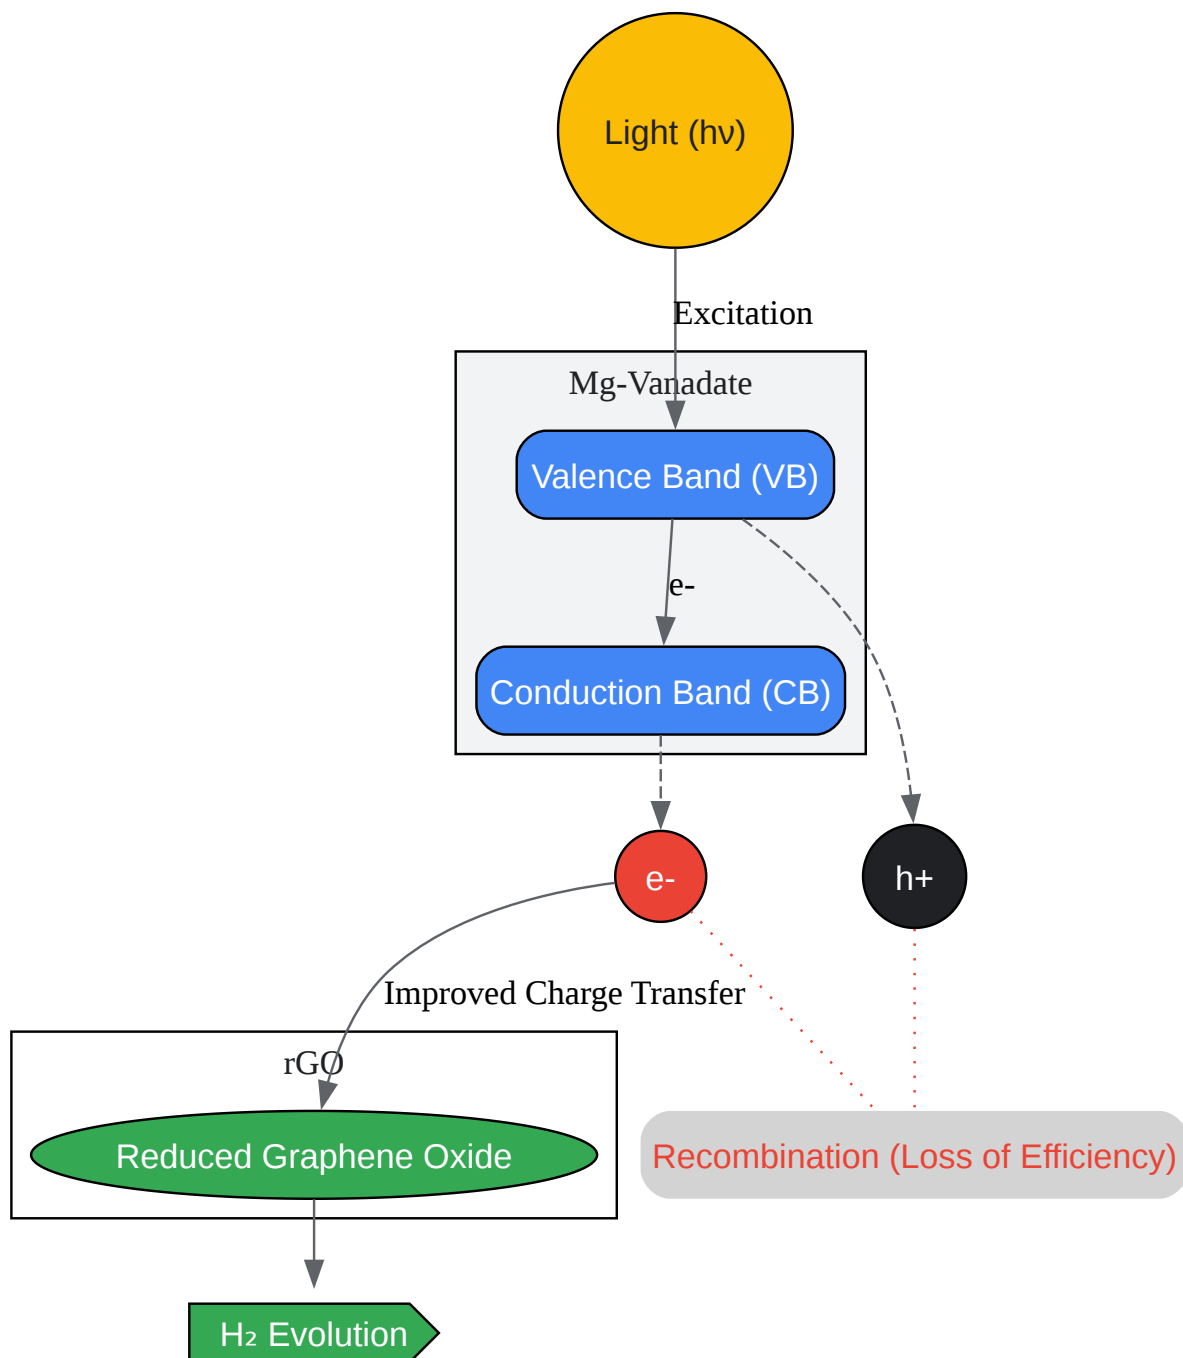 Light (hν)
Excitation
Mg-Vanadate
Valence Band (VB)
e-
Conduction Band (CB)
e-
h+
Improved Charge Transfer
rGO
Reduced Graphene Oxide
Recombination (Loss of Efficiency)
H₂ Evolution